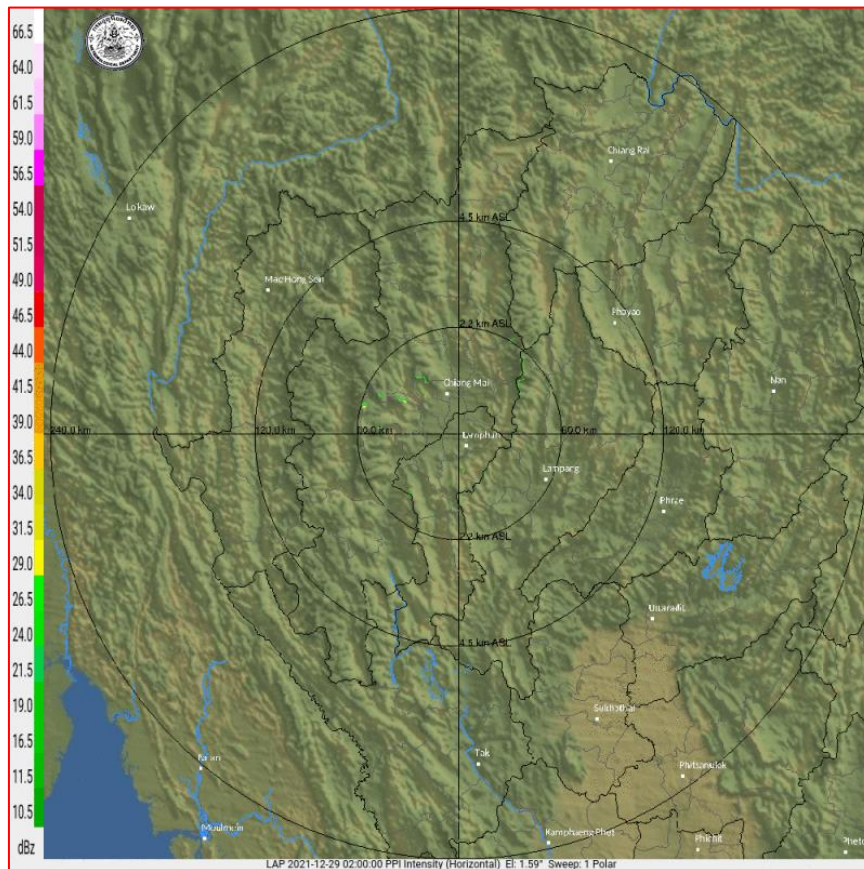 66.5
64.0
61.5
59.0
56.5
54.0
51.5
49.0
46.5
44.0
41.5
39.0
36.5
34.0
31.5
29.0
26.5
24.0
21.5
19.0
16.5
14.0
11.5
10.5
dBz
Chiang Rai
Loikaw
4.5 km ASL
Mae Hong Son
Phayao
2.2 km ASL
Chiang Mai
Nan
240.0 km
120.0 km
60.0 km
60.0 km
120.0 km
Lamphun
Lampang
Phrae
2.2 km ASL
Uttaradit
4.5 km ASL
Sukhothai
Tak
Phitsanulok
Moulmein
Kamphaeng Phet
Phichit
LAP 2021-12-29 02:00:00 PPI Intensity (Horizontal) El: 1.59° Sweep: 1 Polar